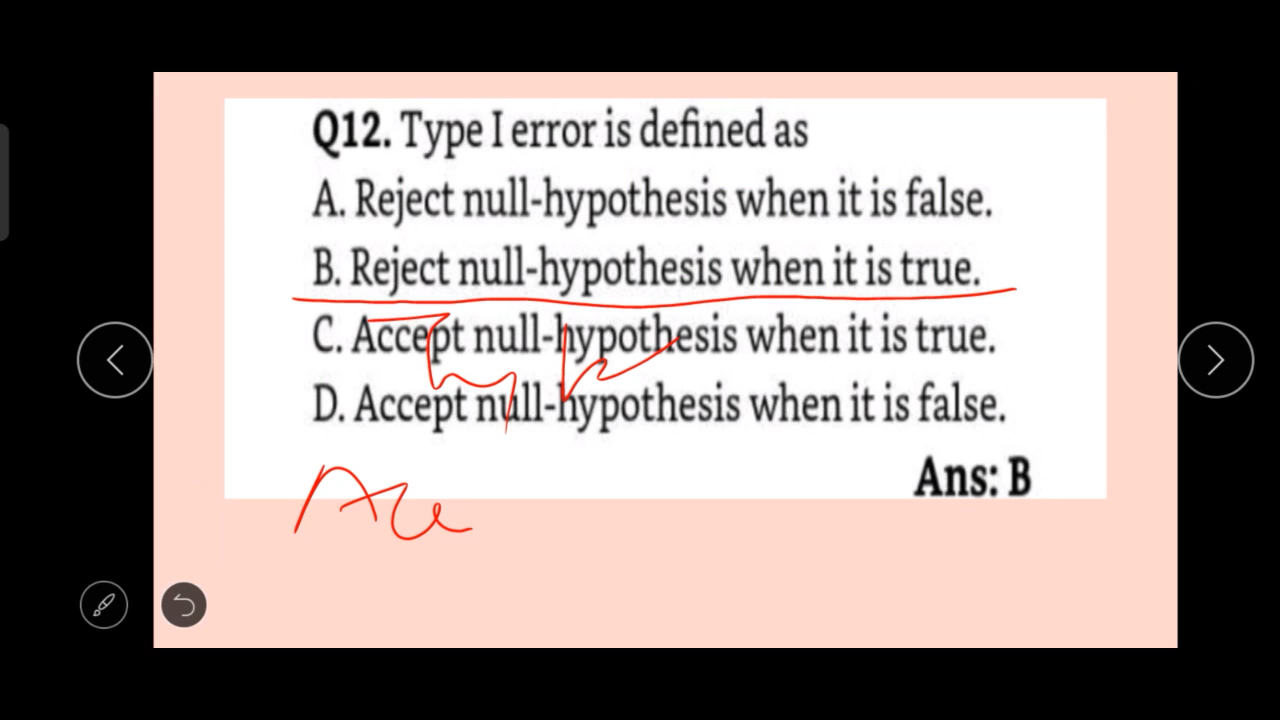 Q12. Type I error is defined as
A. Reject null-hypothesis when it is false.
B. Reject null-hypothesis when it is true.
C. Accept null-hypothesis when it is true.
D. Accept null-hypothesis when it is false.
Ans: B